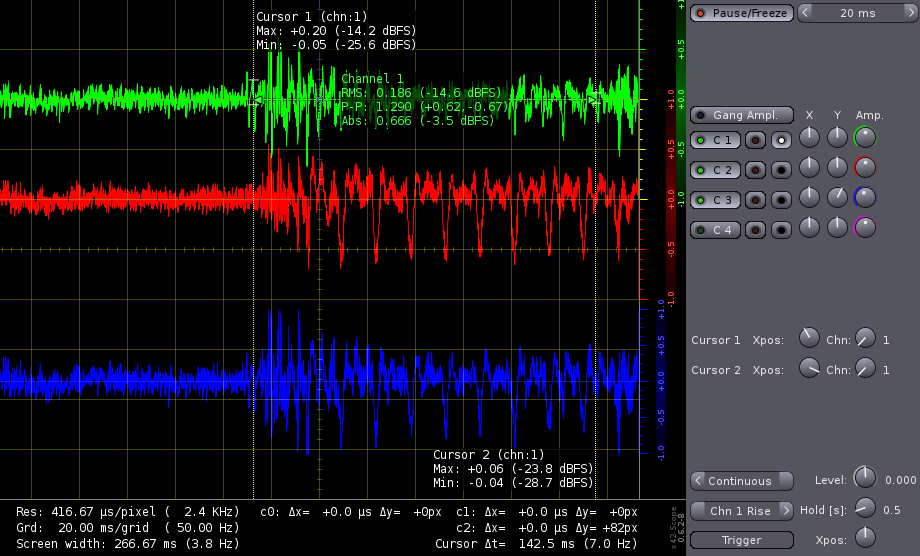 Cursor 1 (chn:1)
Max: +0.20 (-14.2 dBFS)
Min: -0.05 (-25.6 dBFS)
Channel 1
RMS: 0.186 (-14.6 dBFS)
P-P: 1.290 (+0.62, -0.67)
Abs: 0.666 (-3.5 dBFS)
Cursor 2 (chn:1)
Max: +0.06 (-23.8 dBFS)
Min: -0.04 (-28.7 dBFS)
+0.5
+0.0
-0.5
-1.0
+1.0
+0.5
+0.0
-0.5
-1.0
+1.0
+0.5
+0.0
-0.5
-1.0
Res: 416.67 µs/pixel ( 2.4 KHz)
Grd: 20.00 ms/grid ( 50.00 Hz)
Screen width: 266.67 ms (3.8 Hz)
c0: Δx= +0.0 µs Δy= +0px
c1: Δx= +0.0 µs Δy= +0px
c2: Δx= +0.0 µs Δy= +82px
Cursor Δt= 142.5 ms (7.0 Hz)
x42 Scope
0.6.2-8
Pause/Freeze
20 ms
Gang Ampl.
X Y Amp.
C 1
C 2
C 3
C 4
Cursor 1 Xpos: Chn: 1
Cursor 2 Xpos: Chn: 1
Continuous
Level: 0.000
Chn 1 Rise
Hold [s]: 0.5
Trigger
Xpos: